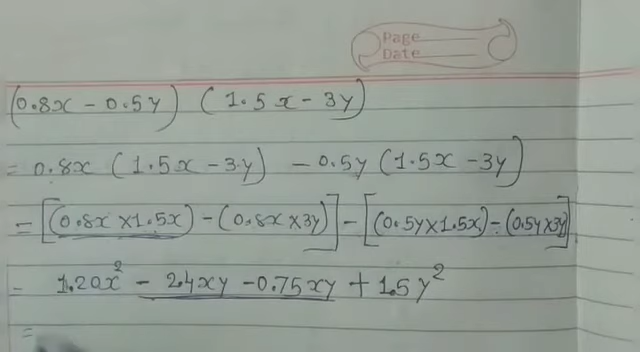 Page
Date
(0.8x - 0.5y) (1.5x - 3y)
= 0.8x (1.5x - 3y) - 0.5y (1.5x - 3y)
= [(0.8x × 1.5x) - (0.8x × 3y)] - [(0.5y × 1.5x) - (0.5y × 3y)]
= 1.20x² - 2.4xy - 0.75xy + 1.5y²
=